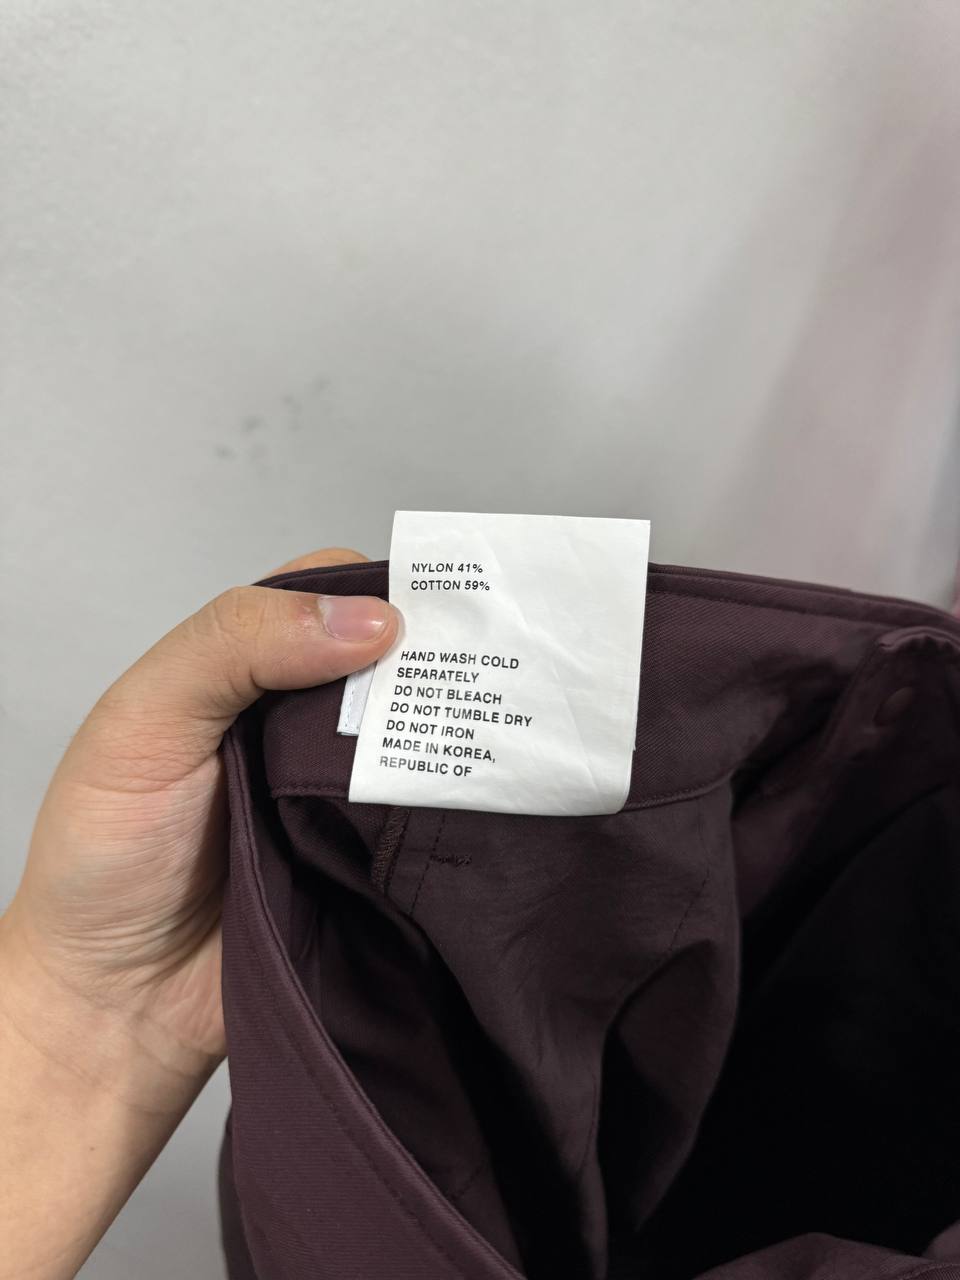 NYLON 41%
COTTON 59%
HAND WASH COLD
SEPARATELY
DO NOT BLEACH
DO NOT TUMBLE DRY
DO NOT IRON
MADE IN KOREA,
REPUBLIC OF